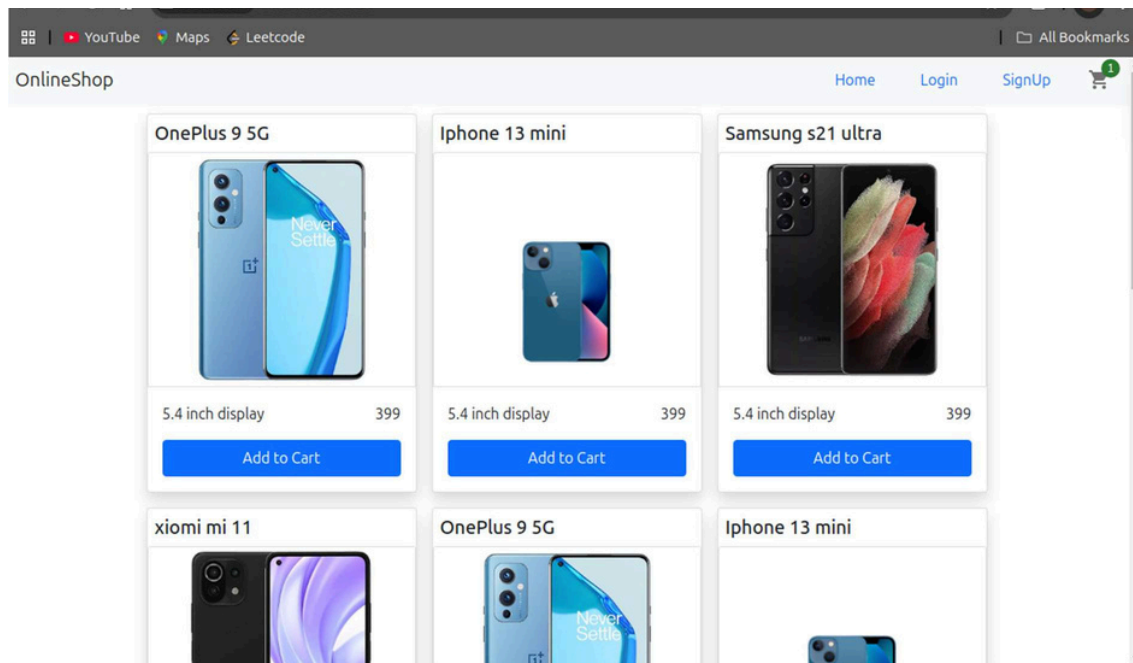 YouTube Maps Leetcode All Bookmarks
OnlineShop Home Login SignUp 1
OnePlus 9 5G Iphone 13 mini Samsung s21 ultra
Never
Settle
SAMSUNG
5.4 inch display 399 5.4 inch display 399 5.4 inch display 399
Add to Cart Add to Cart Add to Cart
xiomi mi 11 OnePlus 9 5G Iphone 13 mini
Never
Settle